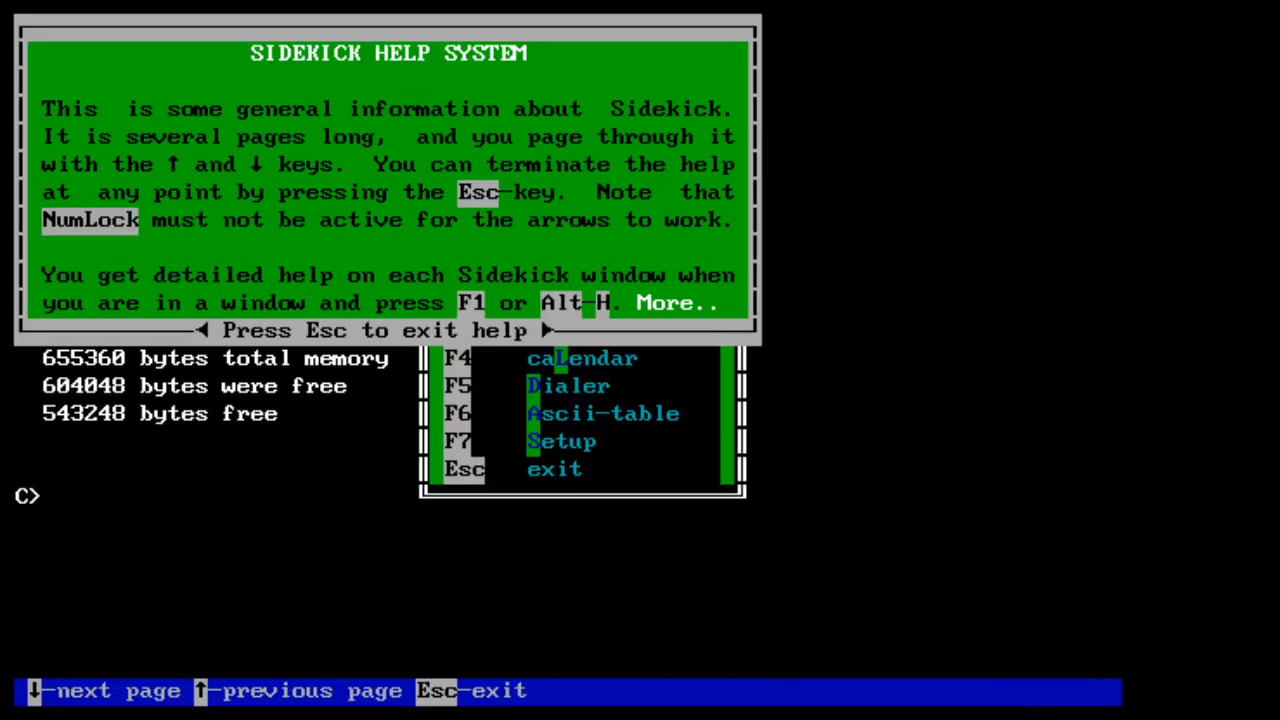 SIDEKICK HELP SYSTEM
This is some general information about Sidekick.
It is several pages long, and you page through it
with the ↑ and ↓ keys. You can terminate the help
at any point by pressing the Esc-key. Note that
NumLock must not be active for the arrows to work.
You get detailed help on each Sidekick window when
you are in a window and press F1 or Alt-H. More..
◄ Press Esc to exit help ►
655360 bytes total memory
604048 bytes were free
543248 bytes free
F4 caLendar
F5 Dialer
F6 Ascii-table
F7 Setup
Esc exit
C>
↓-next page ↑-previous page Esc-exit